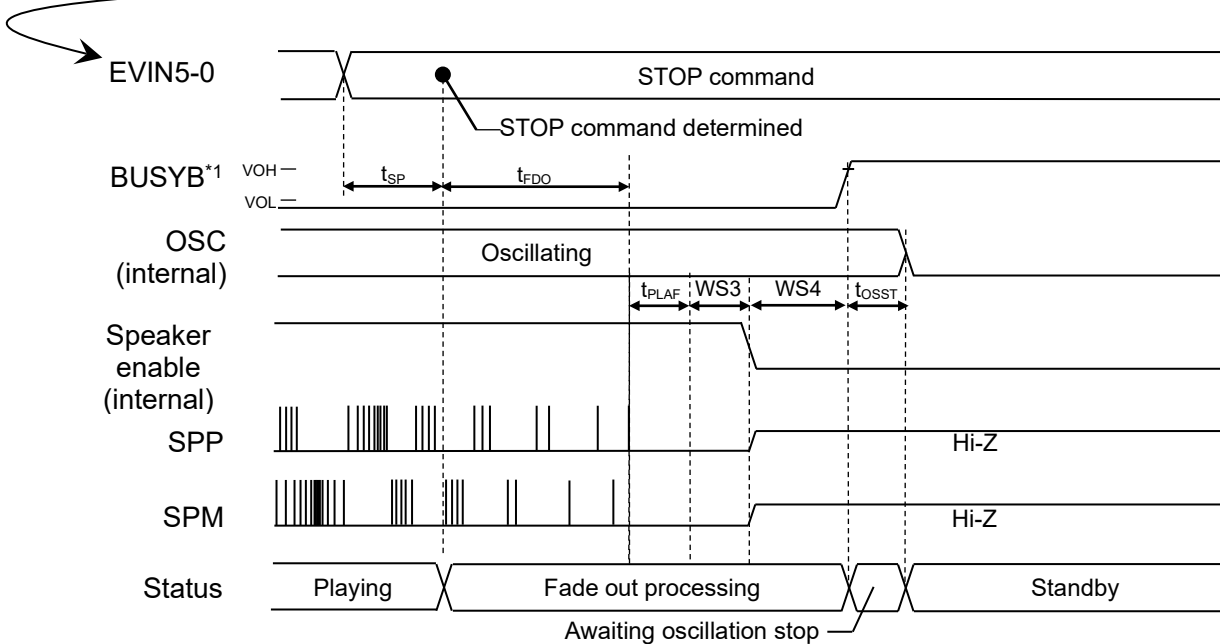 EVIN5-0
STOP command
STOP command determined
BUSYB*1
VOH
VOL
tSP
tFDO
OSC
(internal)
Oscillating
tPLAF
WS3
WS4
tOSST
Speaker
enable
(internal)
SPP
Hi-Z
SPM
Hi-Z
Status
Playing
Fade out processing
Standby
Awaiting oscillation stop